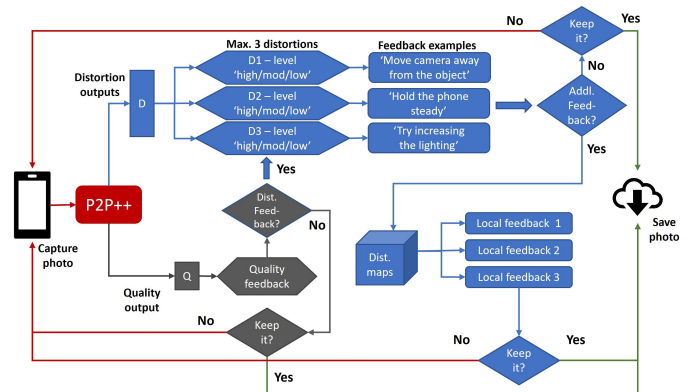 No
Keep
it?
Yes
Max. 3 distortions
Feedback examples
Distortion
outputs
D
D1 – level
'high/mod/low'
'Move camera away
from the object'
No
D2 – level
'high/mod/low'
'Hold the phone
steady'
Addl.
Feed-
back?
D3 – level
'high/mod/low'
'Try increasing
the lighting'
Yes
Yes
P2P++
Capture
photo
Dist.
Feed-
back?
No
Save
photo
Q
Quality
feedback
Quality
output
Dist.
maps
Local feedback 1
Local feedback 2
Local feedback 3
No
Keep
it?
Yes
No
Keep
it?
Yes